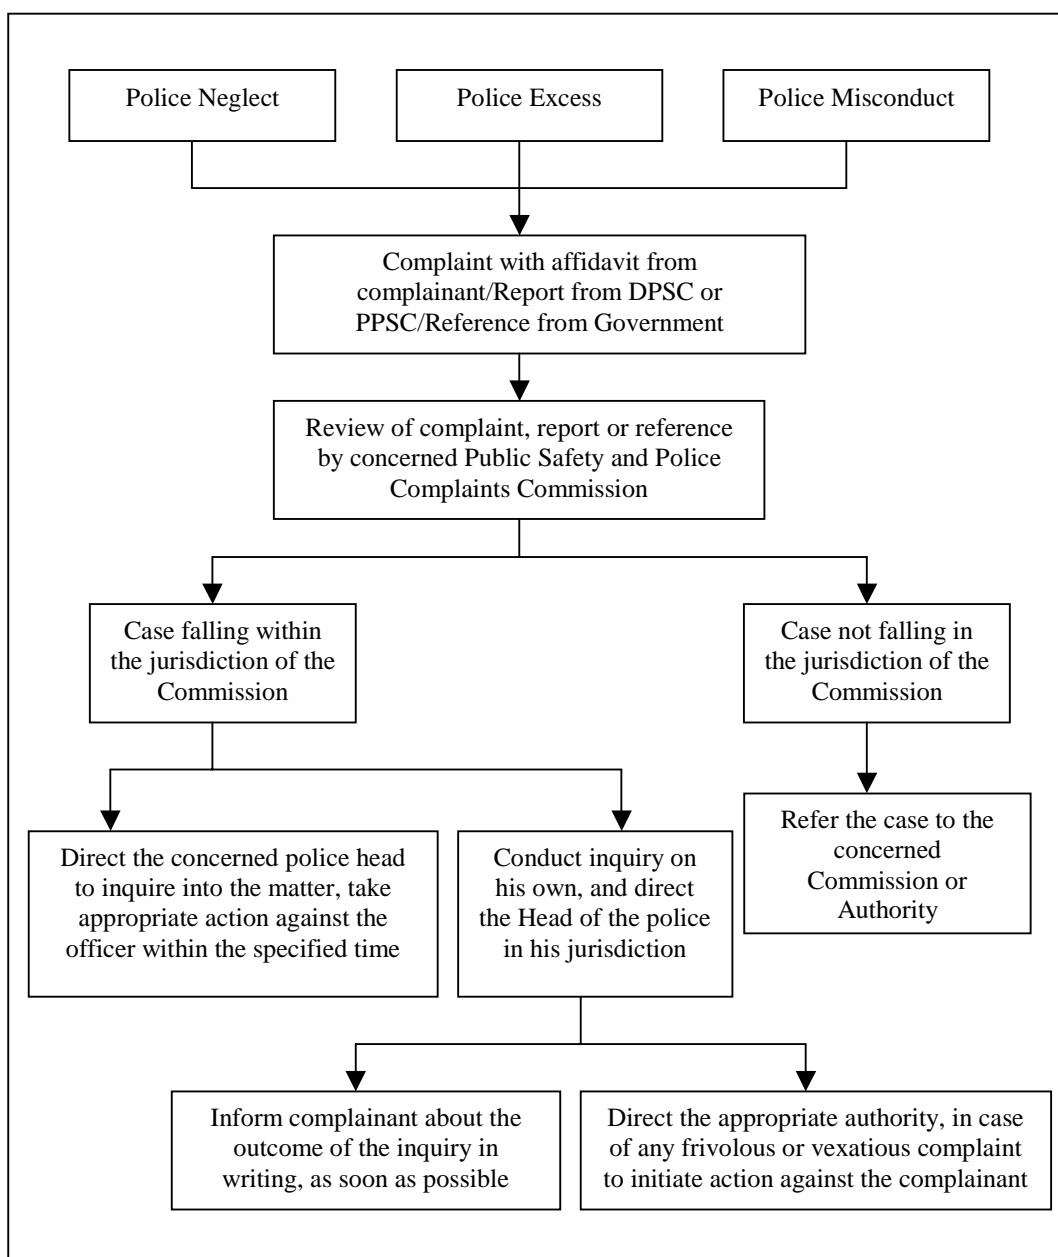 Police Neglect
Police Excess
Police Misconduct
Complaint with affidavit from
complainant/Report from DPSC or
PPSC/Reference from Government
Review of complaint, report or reference
by concerned Public Safety and Police
Complaints Commission
Case falling within
the jurisdiction of the
Commission
Case not falling in
the jurisdiction of the
Commission
Direct the concerned police head
to inquire into the matter, take
appropriate action against the
officer within the specified time
Conduct inquiry on
his own, and direct
the Head of the police
in his jurisdiction
Refer the case to the
concerned
Commission or
Authority
Inform complainant about the
outcome of the inquiry in
writing, as soon as possible
Direct the appropriate authority, in case
of any frivolous or vexatious complaint
to initiate action against the complainant